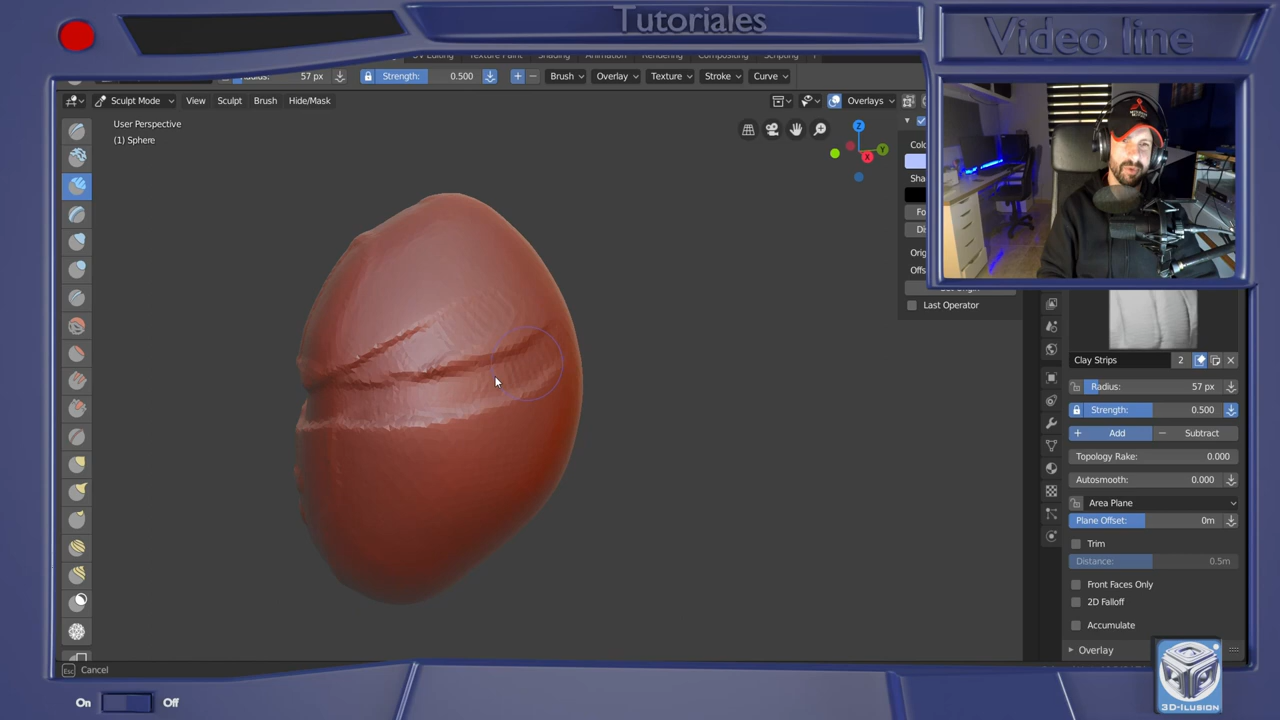 Tutoriales
Video line
57 px
Strength: 0.500
Brush
Overlay
Texture
Stroke
Curve
Sculpt Mode
View
Sculpt
Brush
Hide/Mask
Overlays
User Perspective
(1) Sphere
Z
Y
X
Last Operator
Clay Strips
2
Radius: 57 px
Strength: 0.500
Add
Subtract
Topology Rake: 0.000
Autosmooth: 0.000
Area Plane
Plane Offset: 0m
Trim
Distance: 0.5m
Front Faces Only
2D Falloff
Accumulate
Overlay
Esc Cancel
On
Off
3D-ILUSION